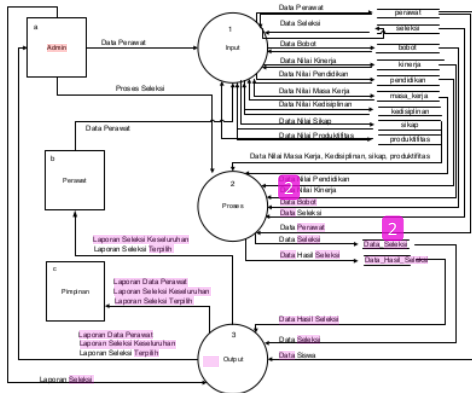 a
Admin
Data Perawat
1
Input
Data Perawat
perawat
Data Seleksi
seleksi
Data Bobot
bobot
Data Nilai Kinerja
kinerja
Data Nilai Pendidikan
pendidikan
Data Nilai Masa Kerja
masa_kerja
Data Nilai Kedisiplinan
kedisiplinan
Data Nilai Sikap
sikap
Data Nilai Produktifitas
produktifitas
Proses Seleksi
Data Perawat
b
Perawat
Data Nilai Masa Kerja, Kedisiplinan, sikap, produktifitas
2
Proses
Data Nilai Pendidikan
2
Nilai Kinerja
Data Bobot
Data Seleksi
Data Perawat
2
Data Seleksi
Data_Seleksi
Data Hasil Seleksi
Data_Hasil_Seleksi
Laporan Seleksi Keseluruhan
Laporan Seleksi Terpilih
c
Pimpinan
Laporan Data Perawat
Laporan Seleksi Keseluruhan
Laporan Seleksi Terpilih
Data Hasil Seleksi
3
Output
Data Seleksi
Data Siswa
Laporan Data Perawat
Laporan Seleksi Keseluruhan
Laporan Seleksi Terpilih
Laporan Seleksi